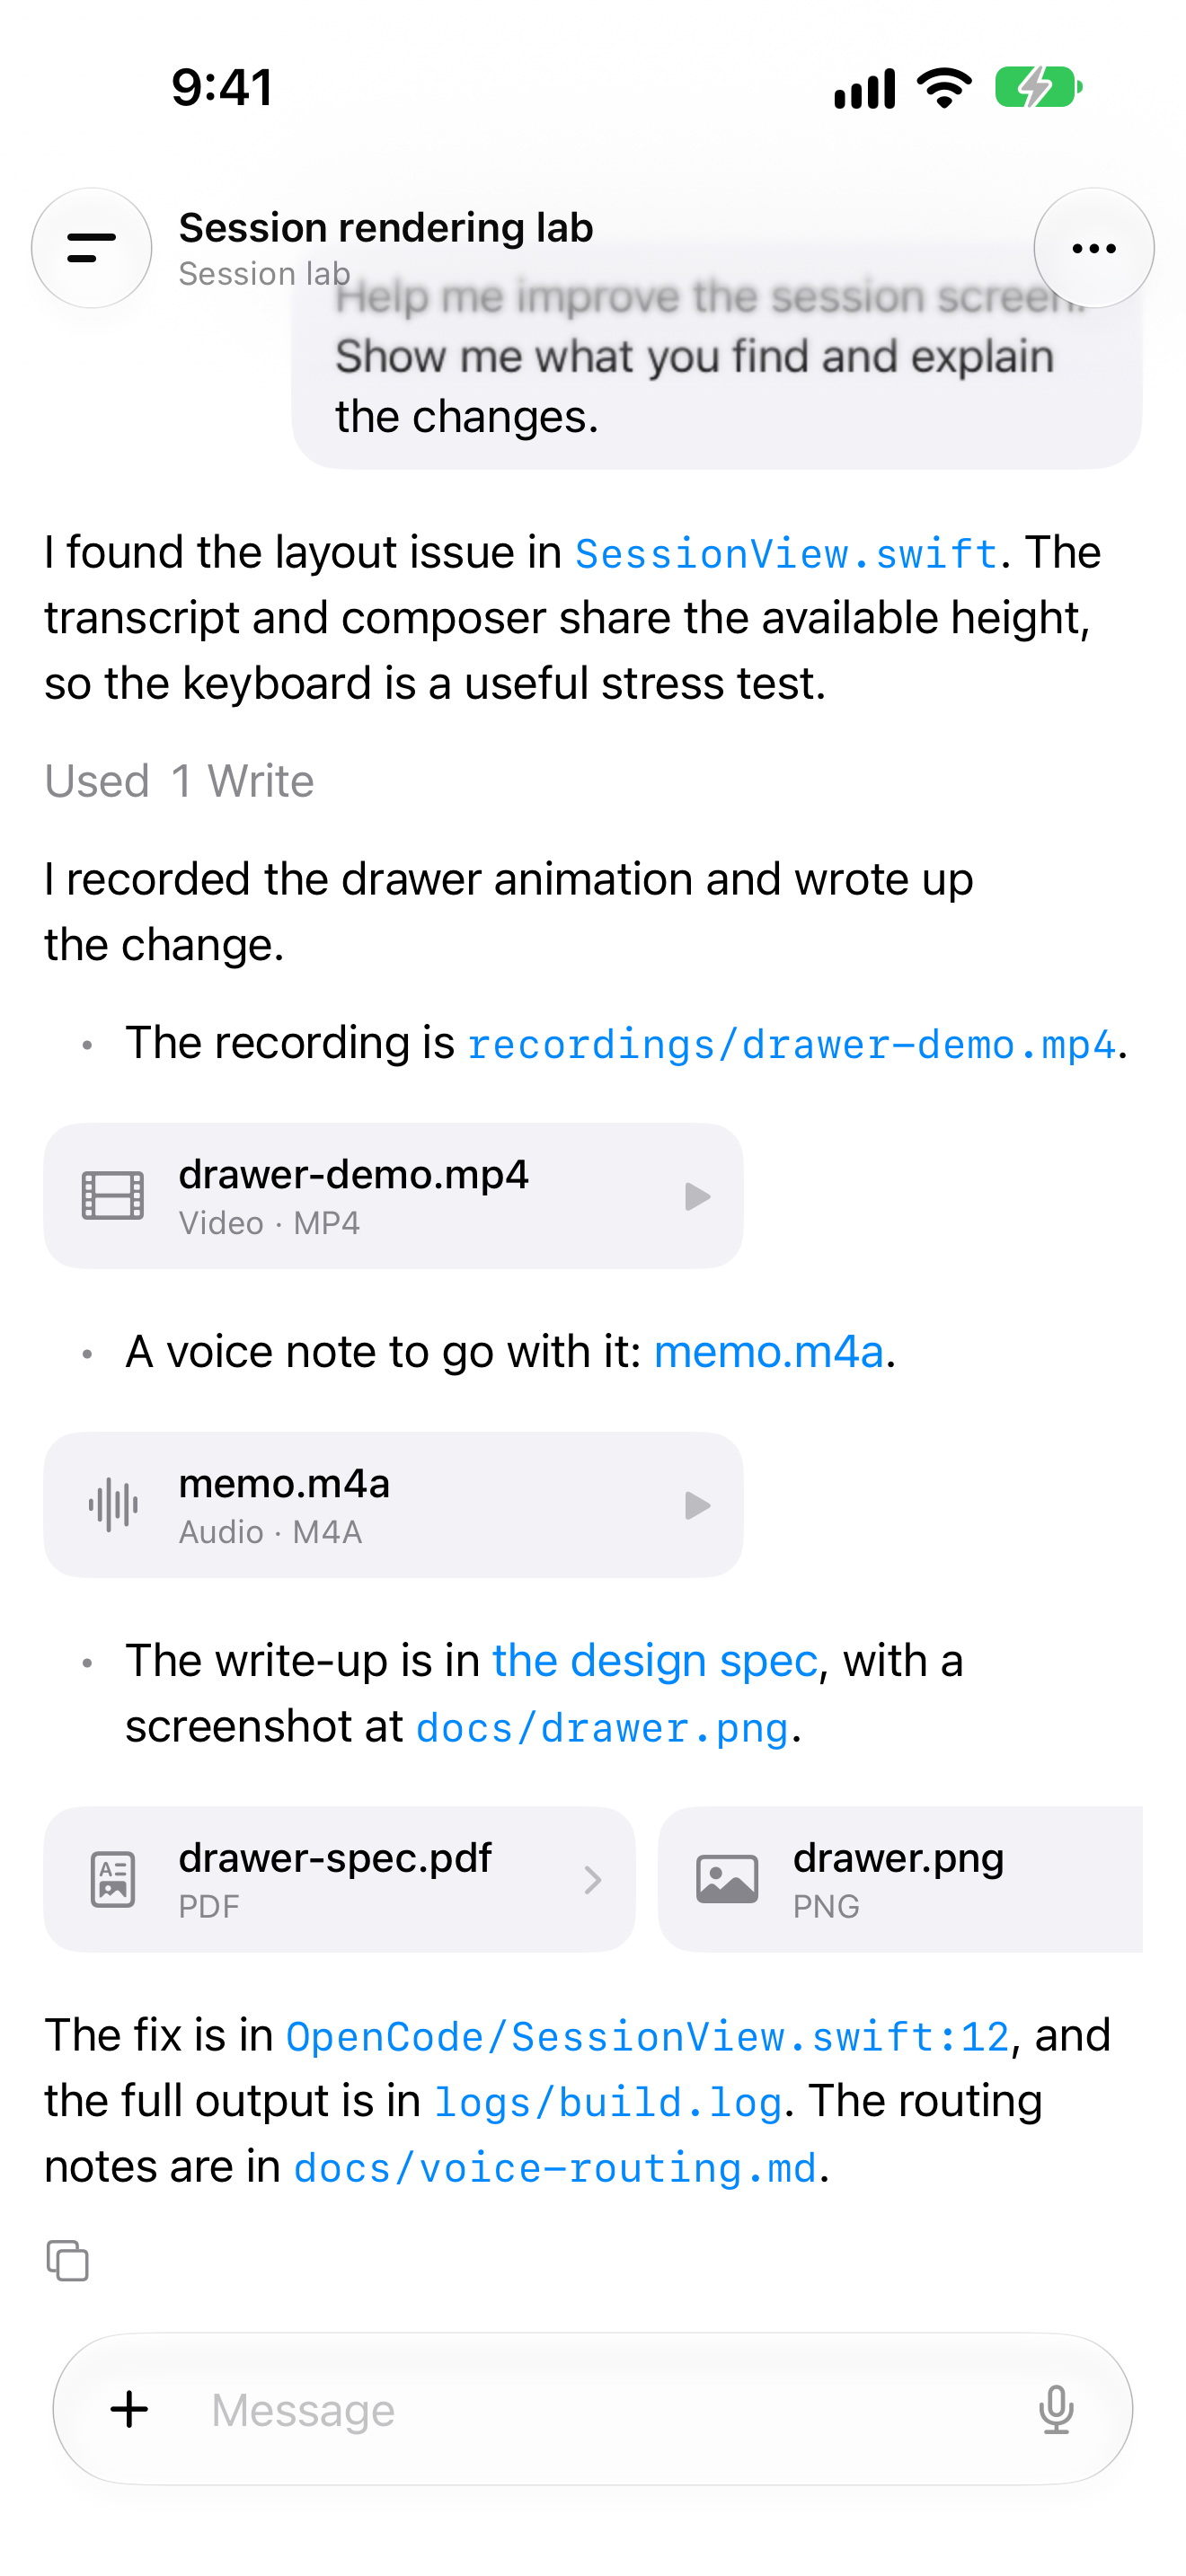 9:41
Session rendering lab
Session lab
Help me improve the session screen.
Show me what you find and explain
the changes.
I found the layout issue in SessionView.swift. The
transcript and composer share the available height,
so the keyboard is a useful stress test.
Used 1 Write
I recorded the drawer animation and wrote up
the change.
• The recording is recordings/drawer-demo.mp4.
drawer-demo.mp4
Video · MP4
• A voice note to go with it: memo.m4a.
memo.m4a
Audio · M4A
• The write-up is in the design spec, with a
screenshot at docs/drawer.png.
drawer-spec.pdf
PDF
drawer.png
PNG
The fix is in OpenCode/SessionView.swift:12, and
the full output is in logs/build.log. The routing
notes are in docs/voice-routing.md.
Message